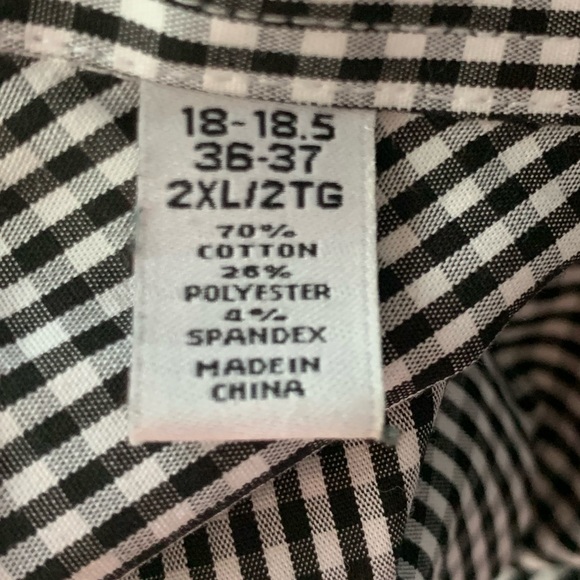 18-18.5
36-37
2XL/2TG
70%
COTTON
26%
POLYESTER
4%
SPANDEX
MADE IN
CHINA